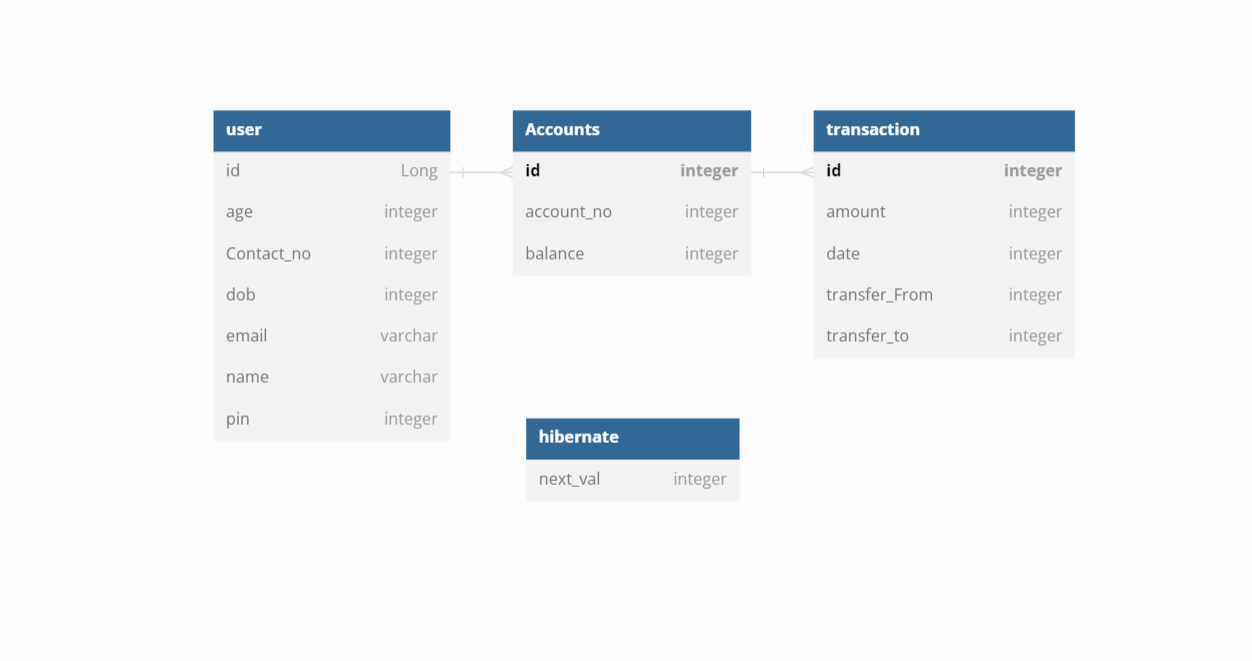 user
id Long
age integer
Contact_no integer
dob integer
email varchar
name varchar
pin integer
Accounts
id integer
account_no integer
balance integer
transaction
id integer
amount integer
date integer
transfer_From integer
transfer_to integer
hibernate
next_val integer